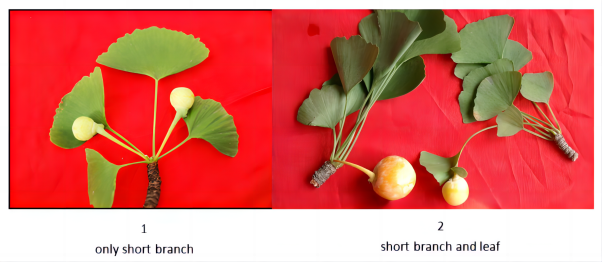 1
only short branch
2
short branch and leaf